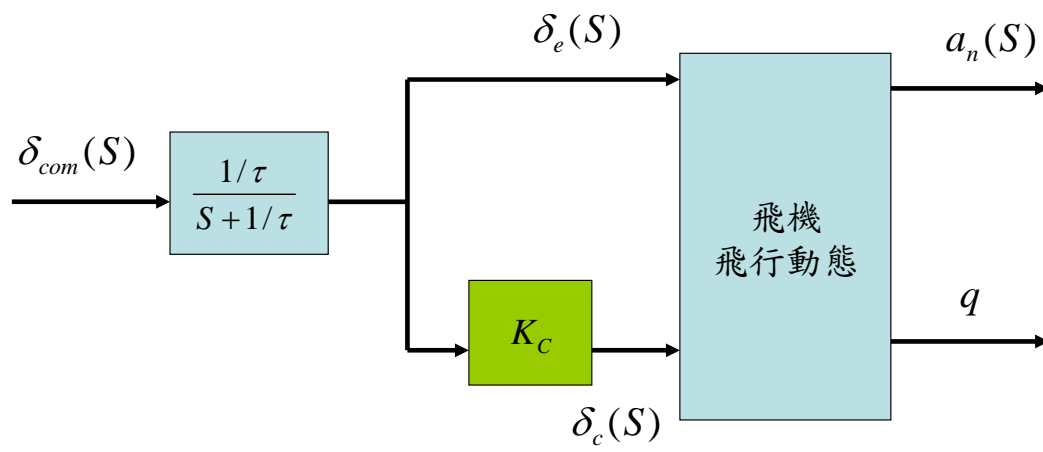 δ_e(S)
a_n(S)
δ_com(S)
1/τ
S+1/τ
飛機
飛行動態
q
K_C
δ_c(S)